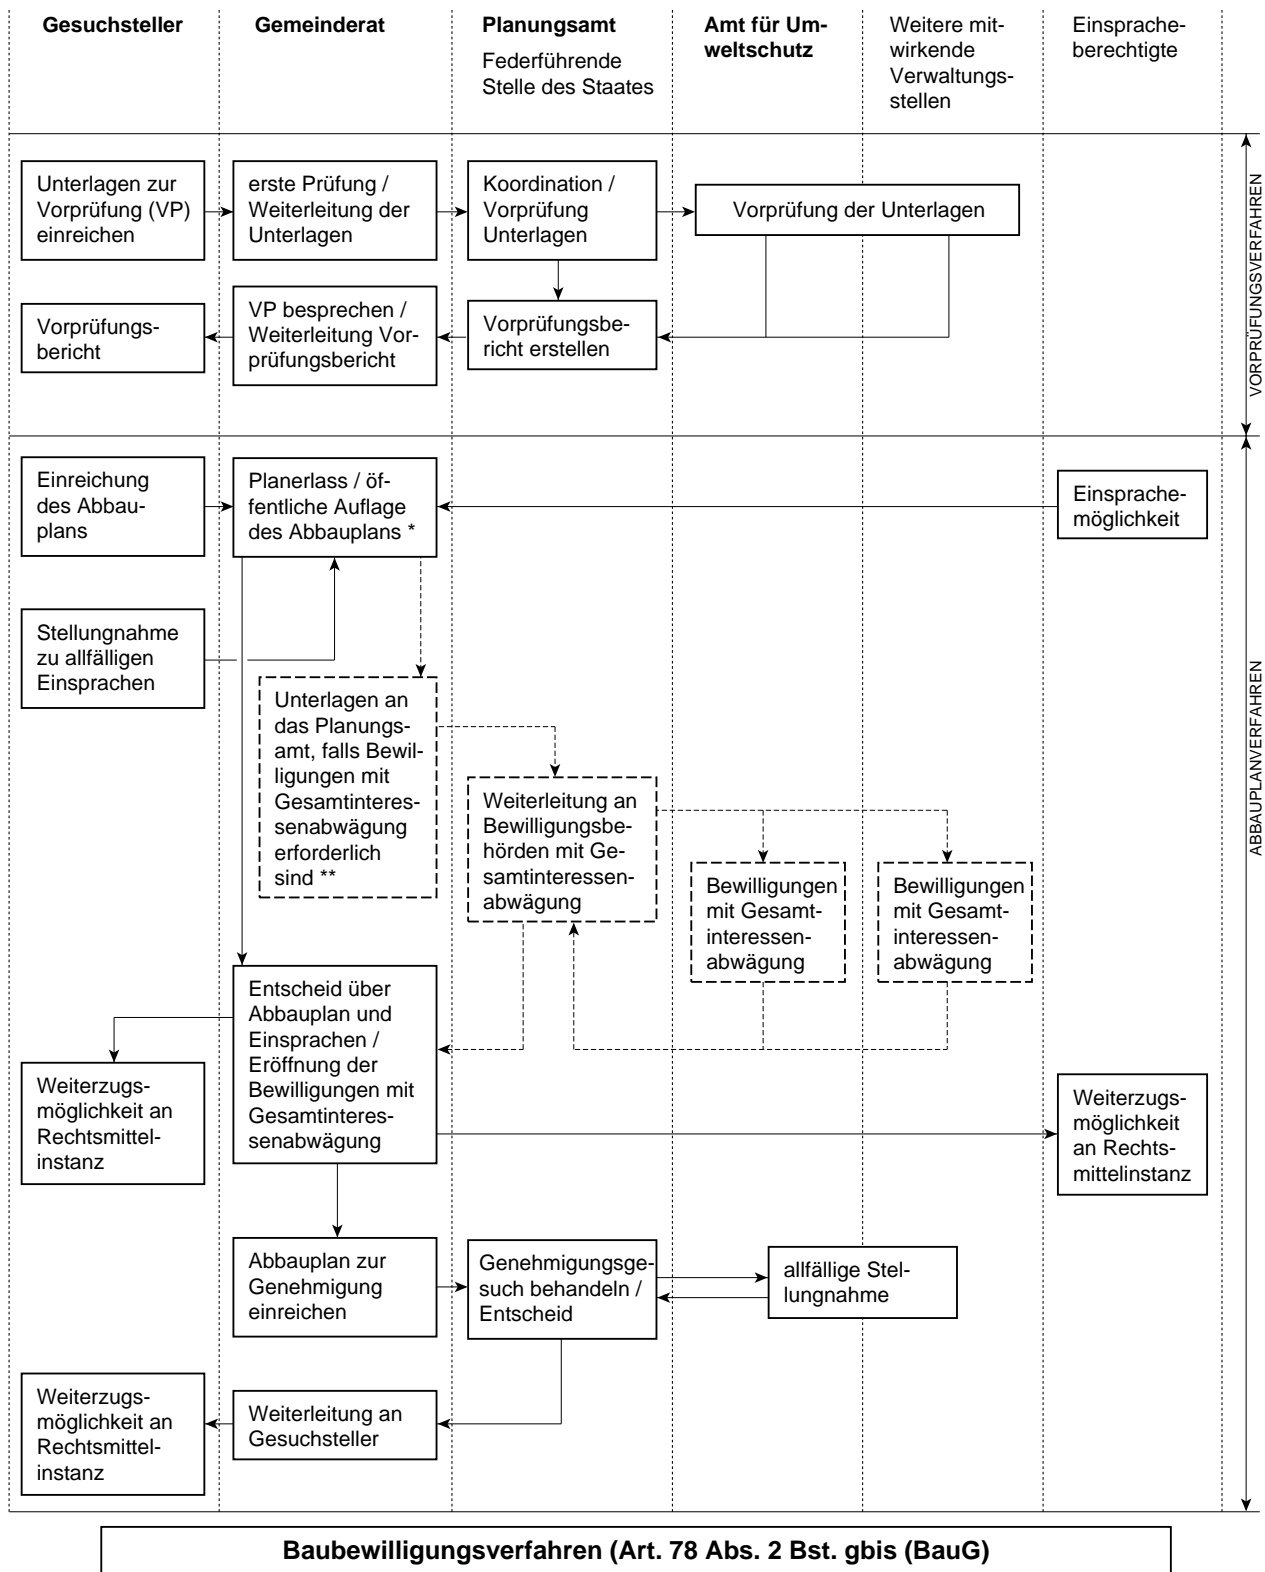 Gesuchsteller
Gemeinderat
Planungsamt
Federführende
Stelle des Staates
Amt für Um-
weltschutz
Weitere mit-
wirkende
Verwaltungs-
stellen
Einsprache-
berechtigte
Unterlagen zur
Vorprüfung (VP)
einreichen
erste Prüfung /
Weiterleitung der
Unterlagen
Koordination /
Vorprüfung
Unterlagen
Vorprüfung der Unterlagen
VORPRÜFUNGSVERFAHREN
Vorprüfungs-
bericht
VP besprechen /
Weiterleitung Vor-
prüfungsbericht
Vorprüfungsbe-
richt erstellen
Einreichung
des Abbau-
plans
Planerlass / öf-
fentliche Auflage
des Abbauplans *
Einsprache-
möglichkeit
Stellungnahme
zu allfälligen
Einsprachen
ABBAUPLANVERFAHREN
Unterlagen an
das Planungs-
amt, falls Bewil-
ligungen mit
Gesamtinteres-
senabwägung
erforderlich
sind **
Weiterleitung an
Bewilligungsbe-
hörden mit Ge-
samtinteressen-
abwägung
Bewilligungen
mit Gesamt-
interessen-
abwägung
Bewilligungen
mit Gesamt-
interessen-
abwägung
Entscheid über
Abbauplan und
Einsprachen /
Eröffnung der
Bewilligungen mit
Gesamtinteres-
senabwägung
Weiterzugs-
möglichkeit an
Rechtsmittel-
instanz
Weiterzugs-
möglichkeit
an Rechts-
mittelinstanz
Abbauplan zur
Genehmigung
einreichen
Genehmigungsge-
such behandeln /
Entscheid
allfällige Stel-
lungnahme
Weiterzugs-
möglichkeit an
Rechtsmittel-
instanz
Weiterleitung an
Gesuchsteller
Baubewilligungsverfahren (Art. 78 Abs. 2 Bst. gbis (BauG)